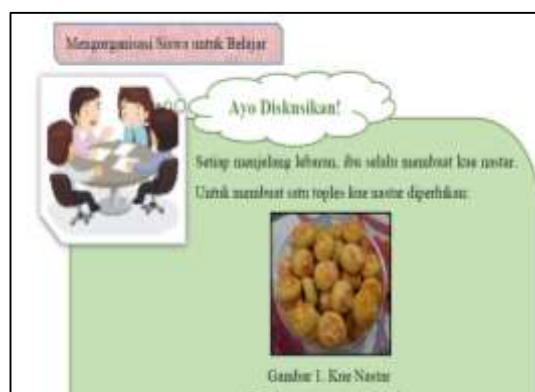 Mengorganisasi Siswa untuk Belajar
Ayo Diskusikan!
Setiap menjelang lebaran, ibu selalu membuat kue nastar.
Untuk membuat satu toples kue nastar diperlukan:
Gambar 1. Kue Nastar